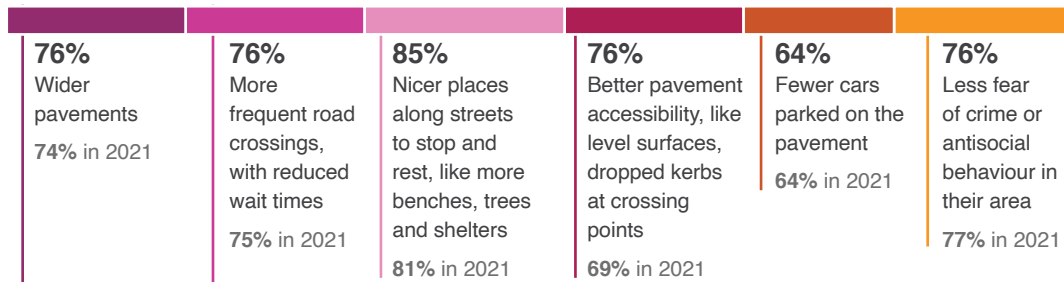 76%
Wider
pavements
74% in 2021
76%
More
frequent road
crossings,
with reduced
wait times
75% in 2021
85%
Nicer places
along streets
to stop and
rest, like more
benches, trees
and shelters
81% in 2021
76%
Better pavement
accessibility, like
level surfaces,
dropped kerbs
at crossing
points
69% in 2021
64%
Fewer cars
parked on the
pavement
64% in 2021
76%
Less fear
of crime or
antisocial
behaviour in
their area
77% in 2021